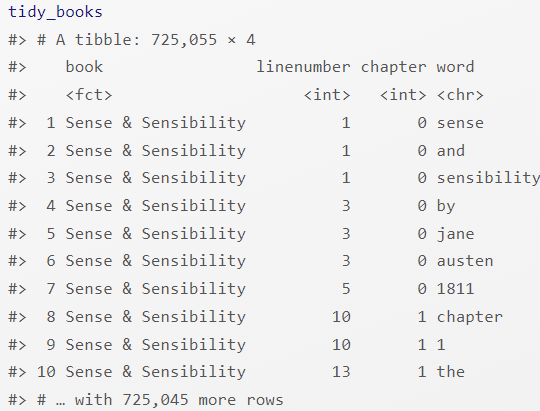 tidy_books
#> # A tibble: 725,055 × 4
#>    book                linenumber chapter word
#>    <fct>                    <int>   <int> <chr>
#>  1 Sense & Sensibility          1       0 sense
#>  2 Sense & Sensibility          1       0 and
#>  3 Sense & Sensibility          1       0 sensibility
#>  4 Sense & Sensibility          3       0 by
#>  5 Sense & Sensibility          3       0 jane
#>  6 Sense & Sensibility          3       0 austen
#>  7 Sense & Sensibility          5       0 1811
#>  8 Sense & Sensibility         10       1 chapter
#>  9 Sense & Sensibility         10       1 1
#> 10 Sense & Sensibility         13       1 the
#> # … with 725,045 more rows